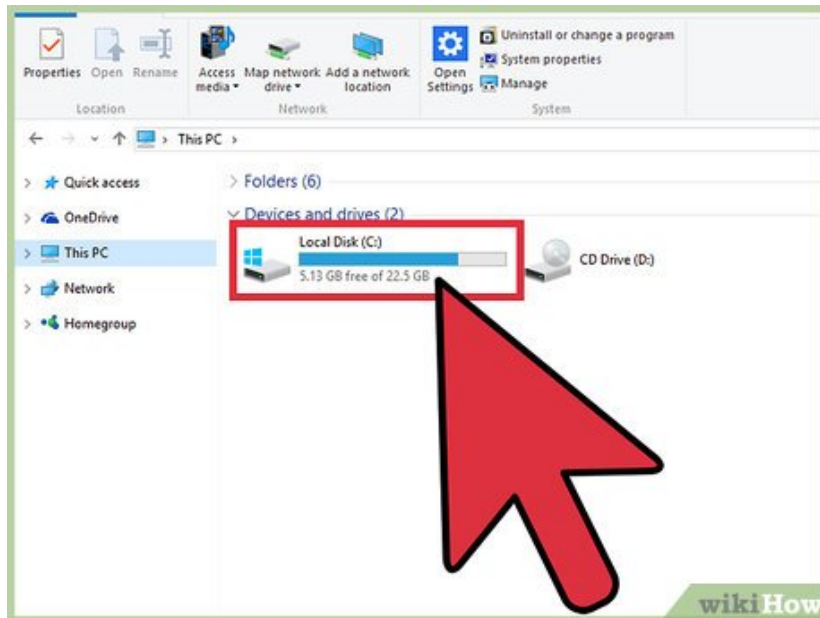 Properties Open Rename
Access media Map network drive Add a network location
Open Settings
Uninstall or change a program
System properties
Manage
Location Network System
This PC
Quick access
OneDrive
This PC
Network
Homegroup
Folders (6)
Devices and drives (2)
Local Disk (C:)
5.13 GB free of 22.5 GB
CD Drive (D:)
wikiHow